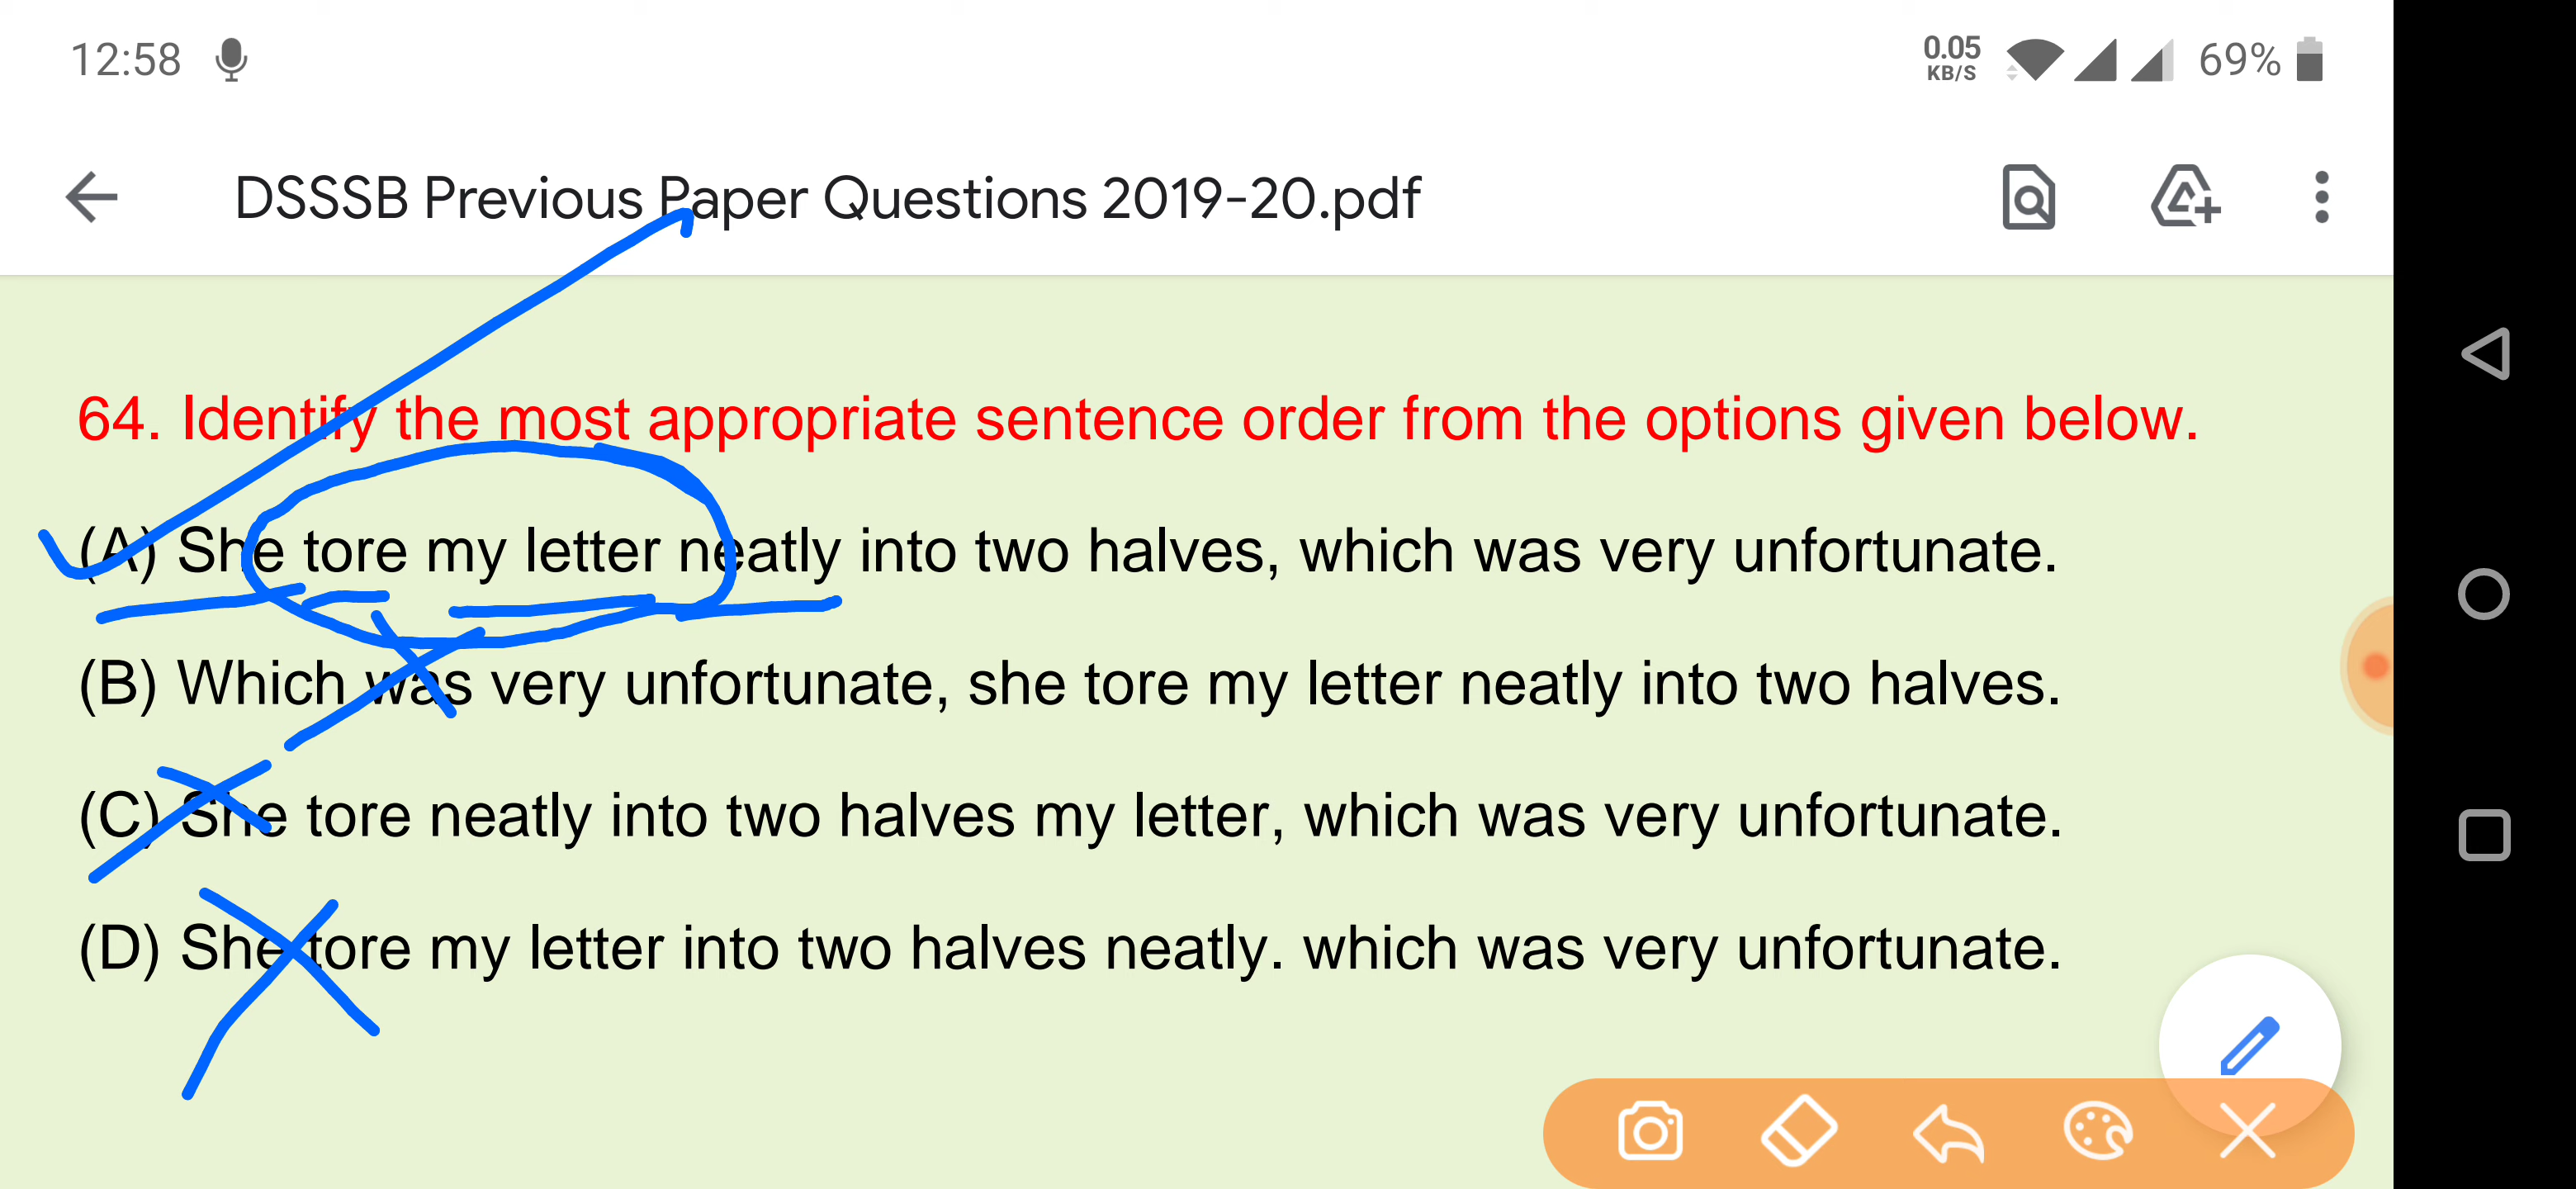 12:58
0.05
KB/S
69%
DSSSB Previous Paper Questions 2019-20.pdf
64. Identify the most appropriate sentence order from the options given below.
(A) She tore my letter neatly into two halves, which was very unfortunate.
(B) Which was very unfortunate, she tore my letter neatly into two halves.
(C) She tore neatly into two halves my letter, which was very unfortunate.
(D) She tore my letter into two halves neatly. which was very unfortunate.